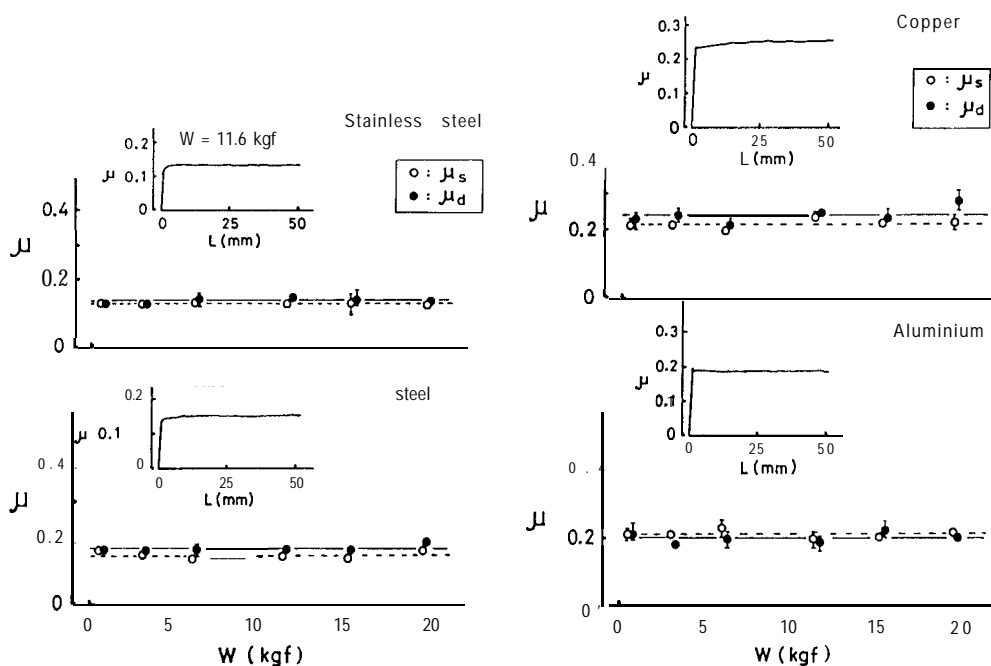 Stainless steel
W = 11.6 kgf
0.2
μ 0.1
0
0 25 50
L (mm)
○ : μs
● : μd
0.4
μ
0.2
0
steel
0.2
μ 0.1
0
0 25 50
L (mm)
0.4
μ
0.2
0
0 5 10 15 20
W (kgf)
Copper
0.3
0.2
μ
0.1
0
0 25 50
L (mm)
○ : μs
● : μd
0.4
μ
0.2
0
Aluminium
0.3
0.2
μ
0.1
0
0 25 50
L (mm)
μ
0.2
0
0 5 10 15 20
W (kgf)